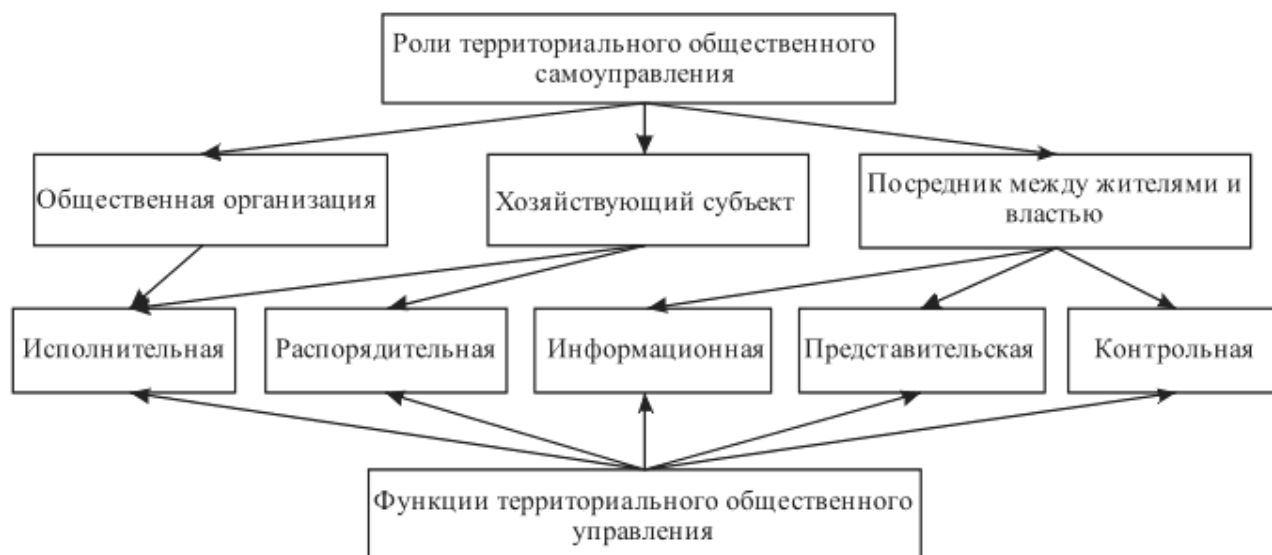 Роли территориального общественного
самоуправления
Общественная организация
Хозяйствующий субъект
Посредник между жителями и
властью
Исполнительная
Распорядительная
Информационная
Представительская
Контрольная
Функции территориального общественного
управления